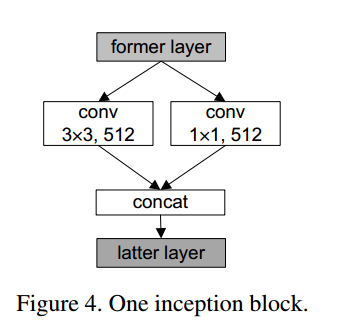 former layer
conv
3×3, 512
conv
1×1, 512
concat
latter layer
Figure 4. One inception block.